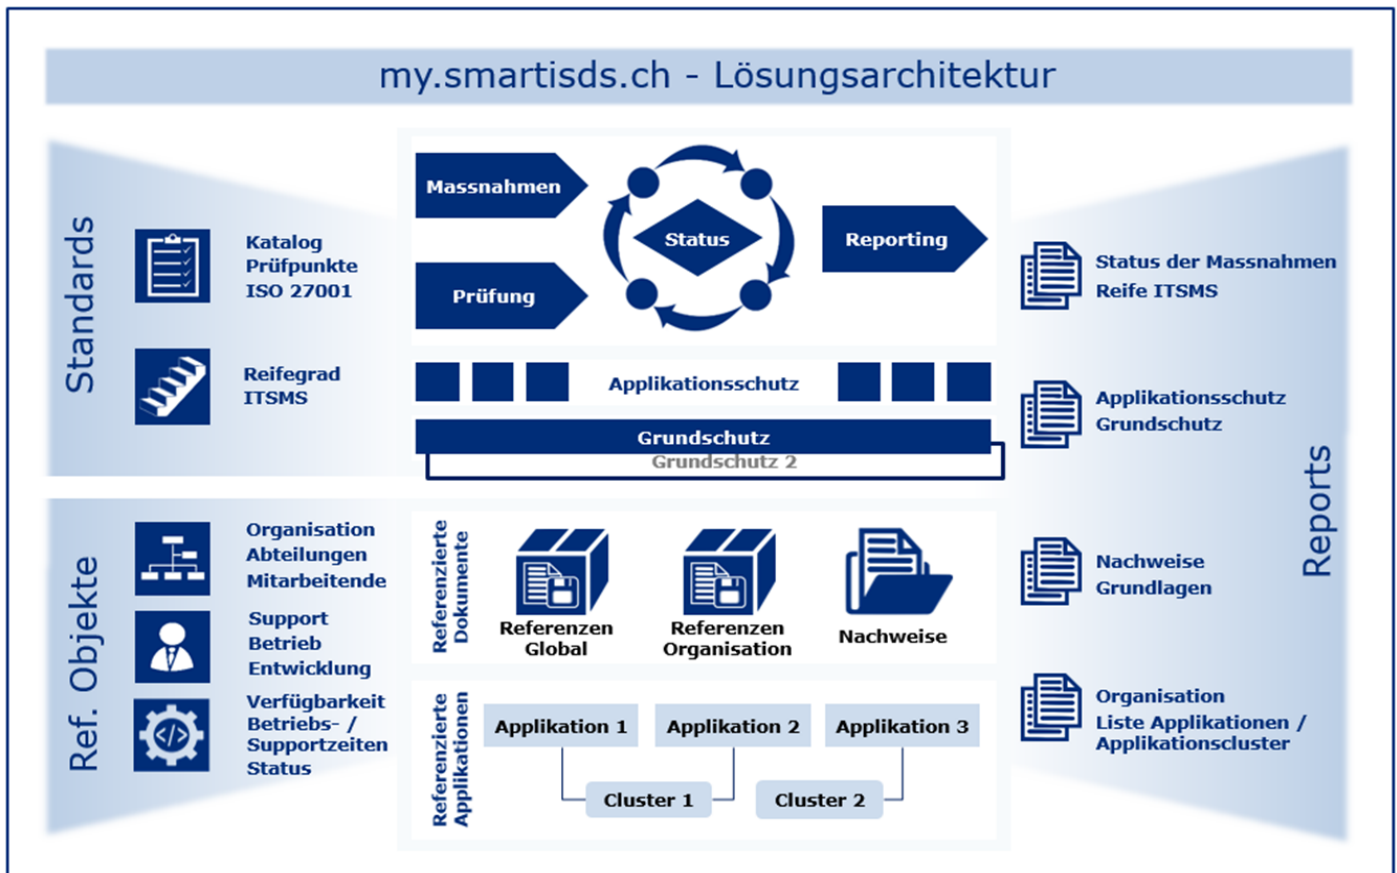 my.smartisds.ch - Lösungsarchitektur
Standards
Katalog
Prüfpunkte
ISO 27001
Reifegrad
ITSMS
Massnahmen
Prüfung
Status
Reporting
Applikationsschutz
Grundschutz
Grundschutz 2
Ref. Objekte
Organisation
Abteilungen
Mitarbeitende
Support
Betrieb
Entwicklung
Verfügbarkeit
Betriebs- /
Supportzeiten
Status
Referenzierte
Dokumente
Referenzen
Global
Referenzen
Organisation
Nachweise
Referenzierte
Applikationen
Applikation 1
Applikation 2
Applikation 3
Cluster 1
Cluster 2
Reports
Status der Massnahmen
Reife ITSMS
Applikationsschutz
Grundschutz
Nachweise
Grundlagen
Organisation
Liste Applikationen /
Applikationscluster